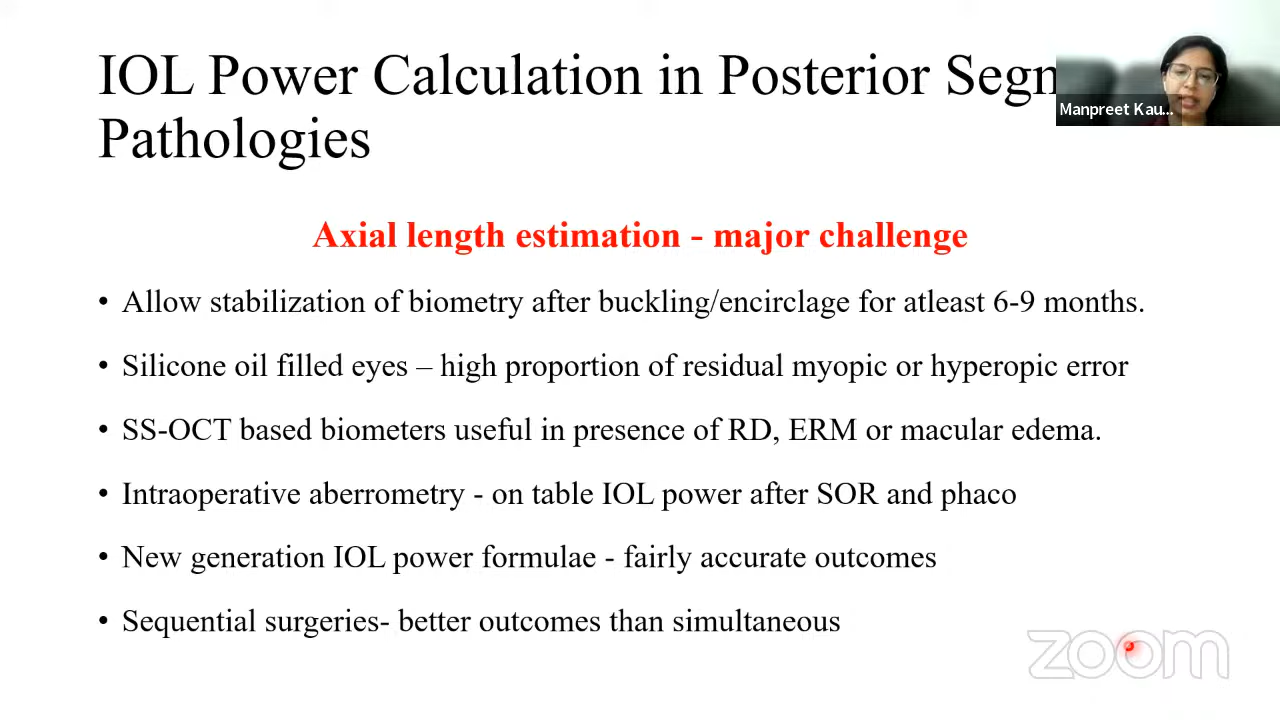 IOL Power Calculation in Posterior Segm
Pathologies
Manpreet Kau...
Axial length estimation - major challenge
• Allow stabilization of biometry after buckling/encirclage for atleast 6-9 months.
• Silicone oil filled eyes – high proportion of residual myopic or hyperopic error
• SS-OCT based biometers useful in presence of RD, ERM or macular edema.
• Intraoperative aberrometry - on table IOL power after SOR and phaco
• New generation IOL power formulae - fairly accurate outcomes
• Sequential surgeries- better outcomes than simultaneous
zoom